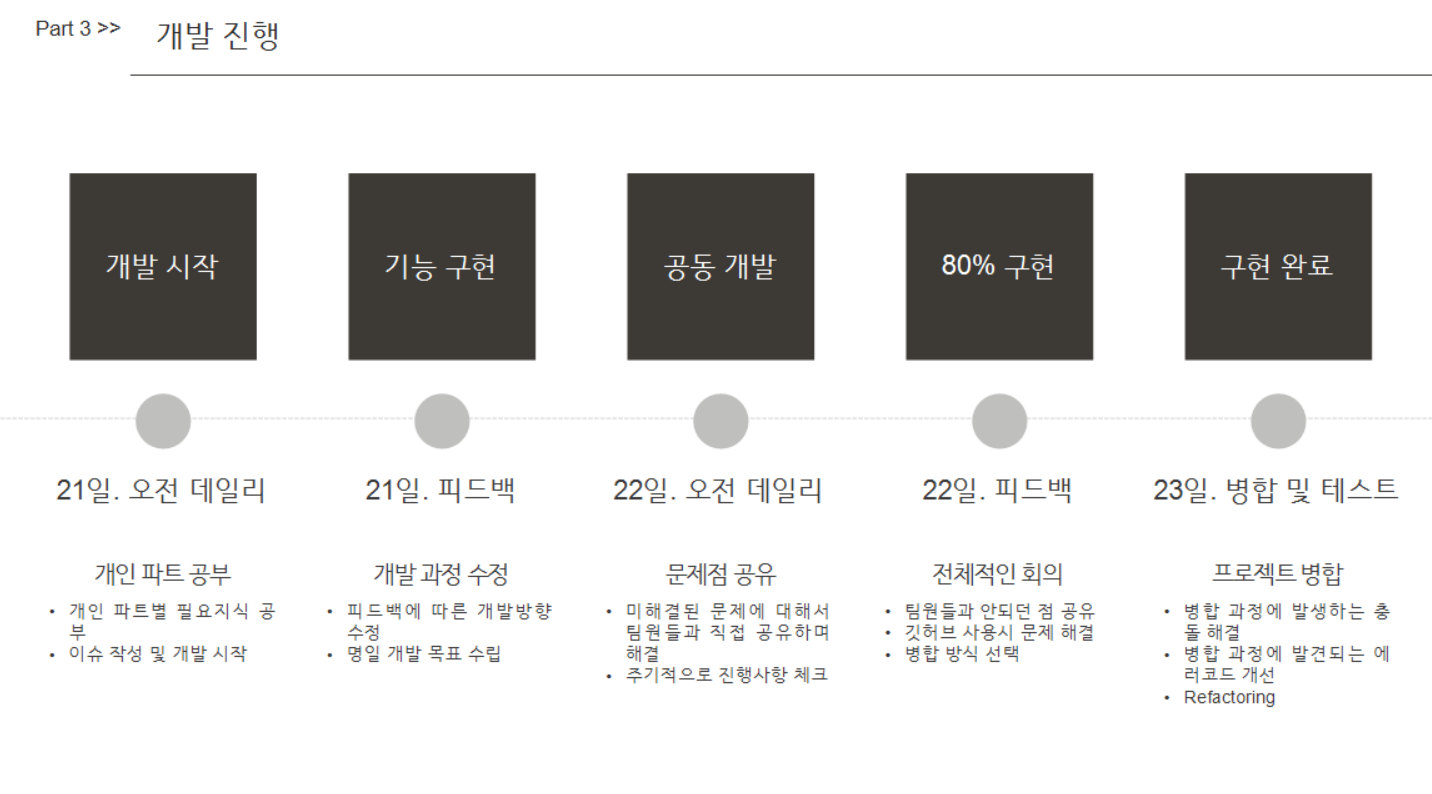 Part 3 >>
개발 진행
개발 시작
기능 구현
공동 개발
80% 구현
구현 완료
21일. 오전 데일리
21일. 피드백
22일. 오전 데일리
22일. 피드백
23일. 병합 및 테스트
개인 파트 공부
• 개인 파트별 필요지식 공
부
• 이슈 작성 및 개발 시작
개발 과정 수정
• 피드백에 따른 개발방향
수정
• 명일 개발 목표 수립
문제점 공유
• 미해결된 문제에 대해서
팀원들과 직접 공유하며
해결
• 주기적으로 진행사항 체크
전체적인 회의
• 팀원들과 안되던 점 공유
• 깃허브 사용시 문제 해결
• 병합 방식 선택
프로젝트 병합
• 병합 과정에 발생하는 충
돌 해결
• 병합 과정에 발견되는 에
러코드 개선
• Refactoring